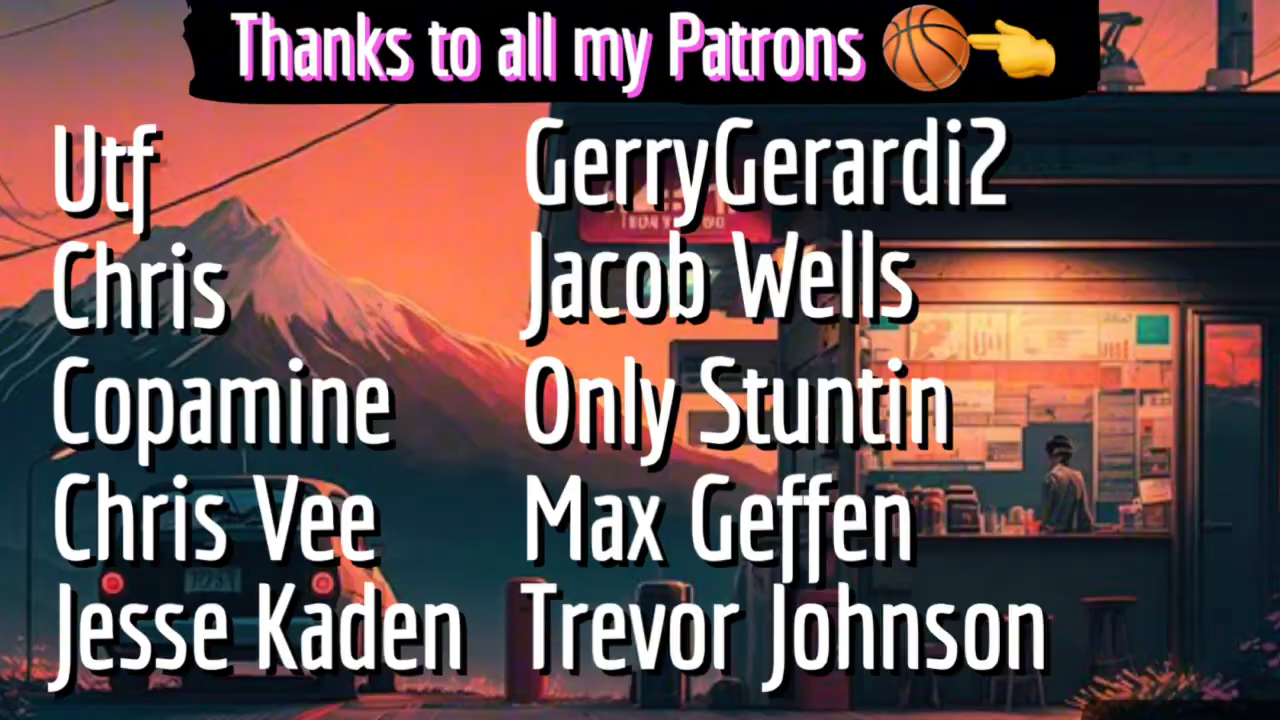 Thanks to all my Patrons 🏀👈
Utf
Chris
Copamine
Chris Vee
Jesse Kaden
GerryGerardi2
Jacob Wells
Only Stuntin
Max Geffen
Trevor Johnson